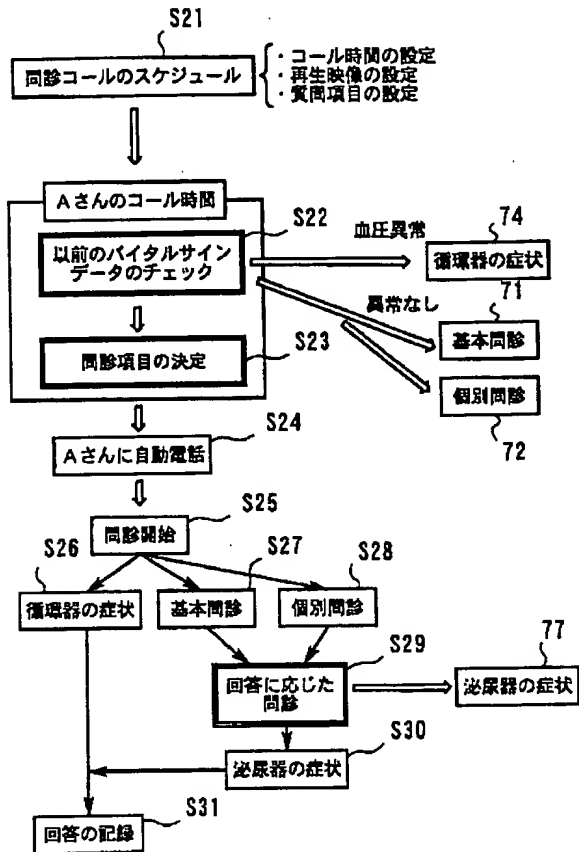 S21
問診コールのスケジュール
・コール時間の設定
・再生映像の設定
・質問項目の設定
Aさんのコール時間
S22
以前のバイタルサイン
データのチェック
血圧異常
74
循環器の症状
異常なし
71
基本問診
個別問診
72
S23
問診項目の決定
S24
Aさんに自動電話
S25
問診開始
S26
循環器の症状
S27
基本問診
S28
個別問診
S29
回答に応じた
問診
77
泌尿器の症状
S30
泌尿器の症状
S31
回答の記録